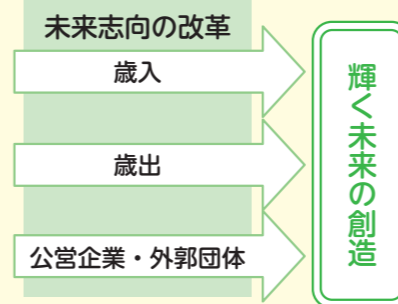 未来志向の改革
歳入
歳出
公営企業・外郭団体
輝く未来の創造